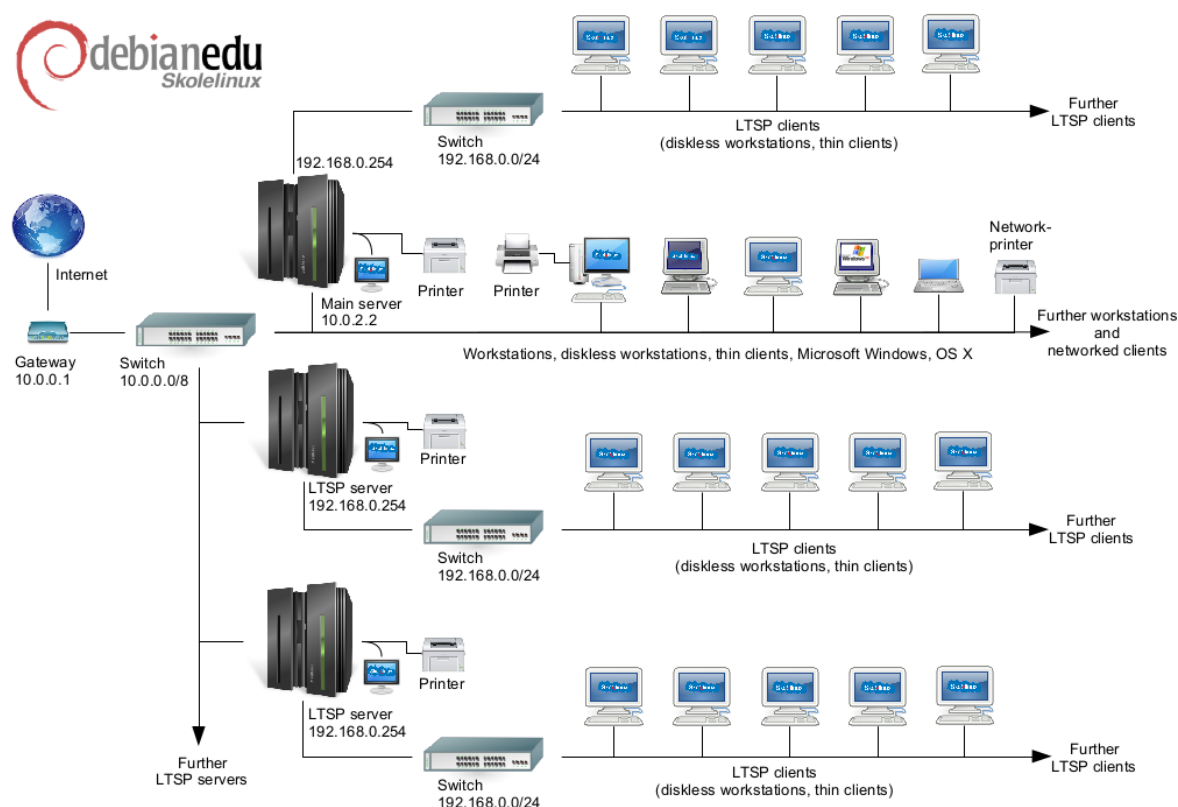 debianedu
Skolelinux
Switch
192.168.0.0/24
LTSP clients
(diskless workstations, thin clients)
Further
LTSP clients
192.168.0.254
Internet
Main server
10.0.2.2
Printer
Printer
Network-
printer
Gateway
10.0.0.1
Switch
10.0.0.0/8
Workstations, diskless workstations, thin clients, Microsoft Windows, OS X
Further workstations
and
networked clients
Printer
LTSP server
192.168.0.254
Switch
192.168.0.0/24
LTSP clients
(diskless workstations, thin clients)
Further
LTSP clients
Printer
LTSP server
192.168.0.254
Switch
192.168.0.0/24
LTSP clients
(diskless workstations, thin clients)
Further
LTSP clients
Further
LTSP servers